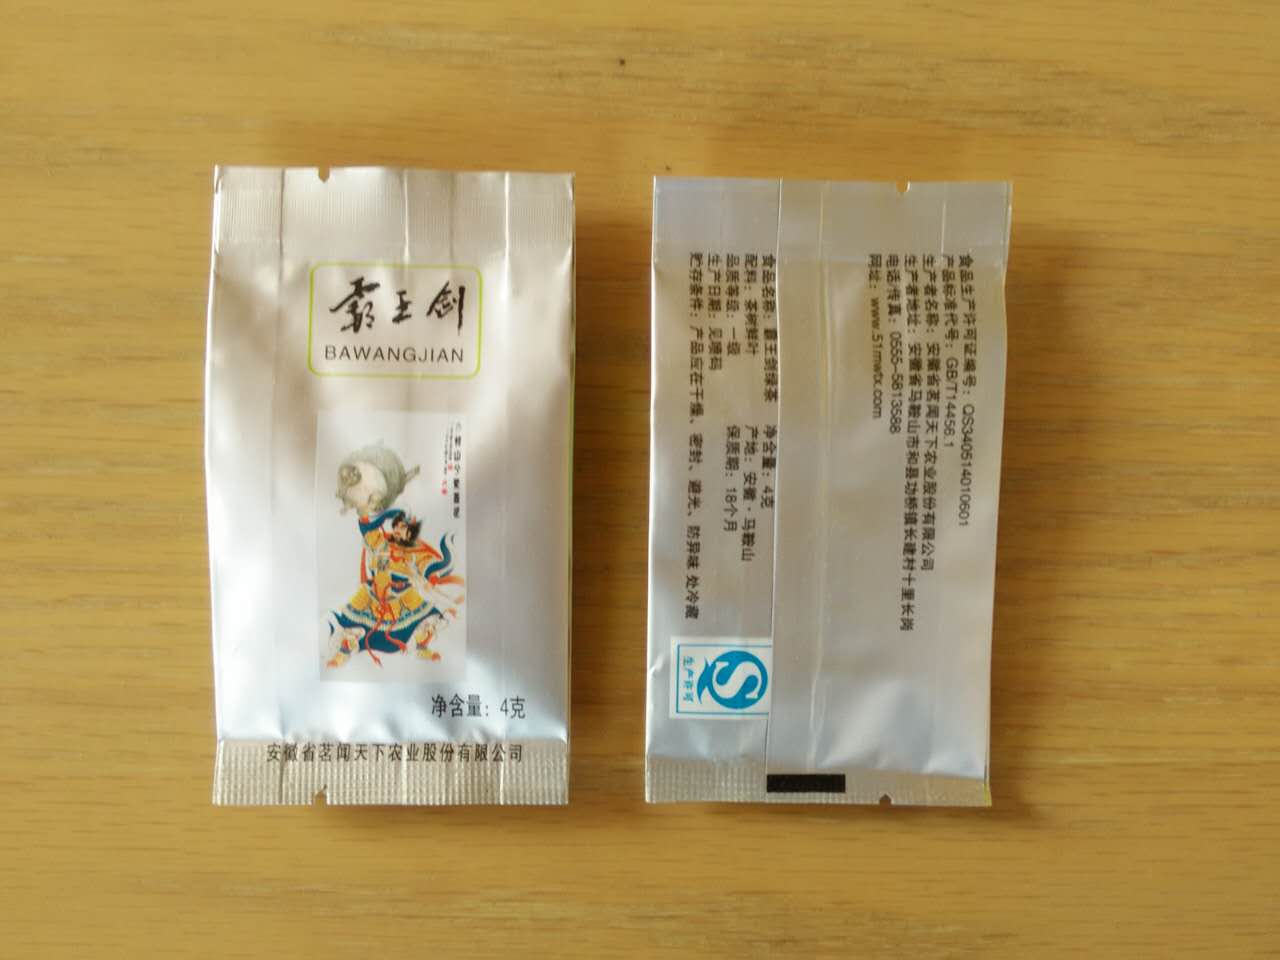 霸王剑
BAWANGJIAN
净含量：4克
安徽省茗闻天下农业股份有限公司
食品生产许可证编号：QS340514010601
产品标准代号：GB/T14456.1
生产者名称：安徽省茗闻天下农业股份有限公司
生产者地址：安徽省马鞍山市和县功桥镇长建村十里长岗
电话/传真：0555-5813588
网址：www.51mwtx.com
食品名称：霸王剑绿茶 净含量：4克
配料：茶树鲜叶 产地：安徽·马鞍山
品质等级：一级 保质期：18个月
生产日期：见喷码
贮存条件：产品应在干燥、密封、避光、防异味 处冷藏
生产许可